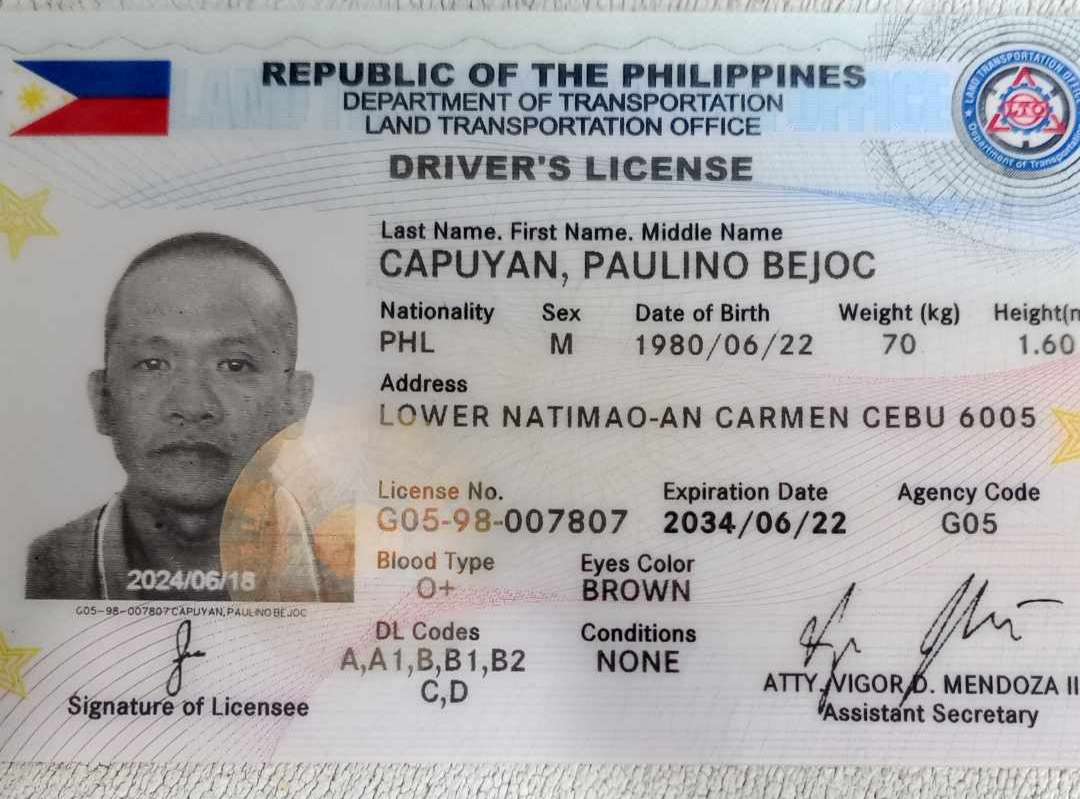 REPUBLIC OF THE PHILIPPINES
DEPARTMENT OF TRANSPORTATION
LAND TRANSPORTATION OFFICE
DRIVER'S LICENSE
LAND TRANSPORTATION OFFICE
LTO
Department of Transportation
Last Name. First Name. Middle Name
CAPUYAN, PAULINO BEJOC
Nationality Sex Date of Birth Weight (kg) Height(m
PHL M 1980/06/22 70 1.60
Address
LOWER NATIMAO-AN CARMEN CEBU 6005
License No. Expiration Date Agency Code
G05-98-007807 2034/06/22 G05
Blood Type Eyes Color
O+ BROWN
2024/06/18
G05-98-007807CAPUYAN,PAULINO BEJOC
DL Codes Conditions
A,A1,B,B1,B2 NONE
C,D
Signature of Licensee
ATTY. VIGOR D. MENDOZA II
Assistant Secretary